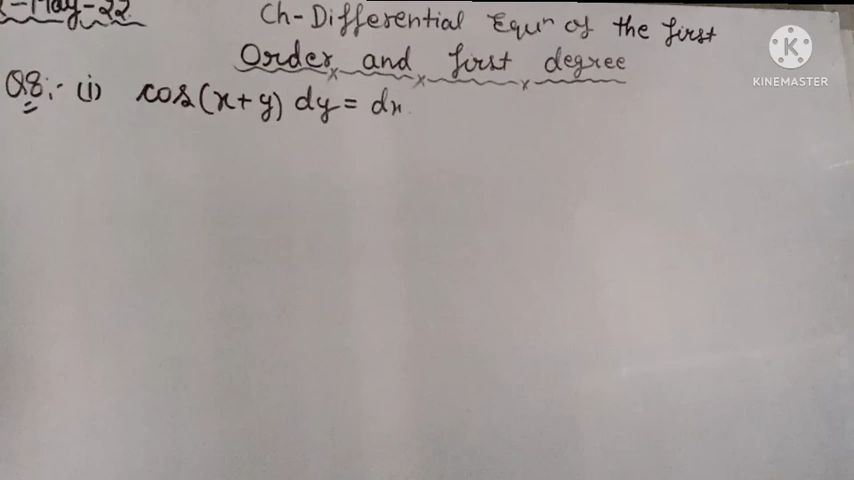 -May-22
Ch-Differential Equn of the first
Order and first degree
Q8:- (i) cos(x+y) dy = dx
K
KINEMASTER